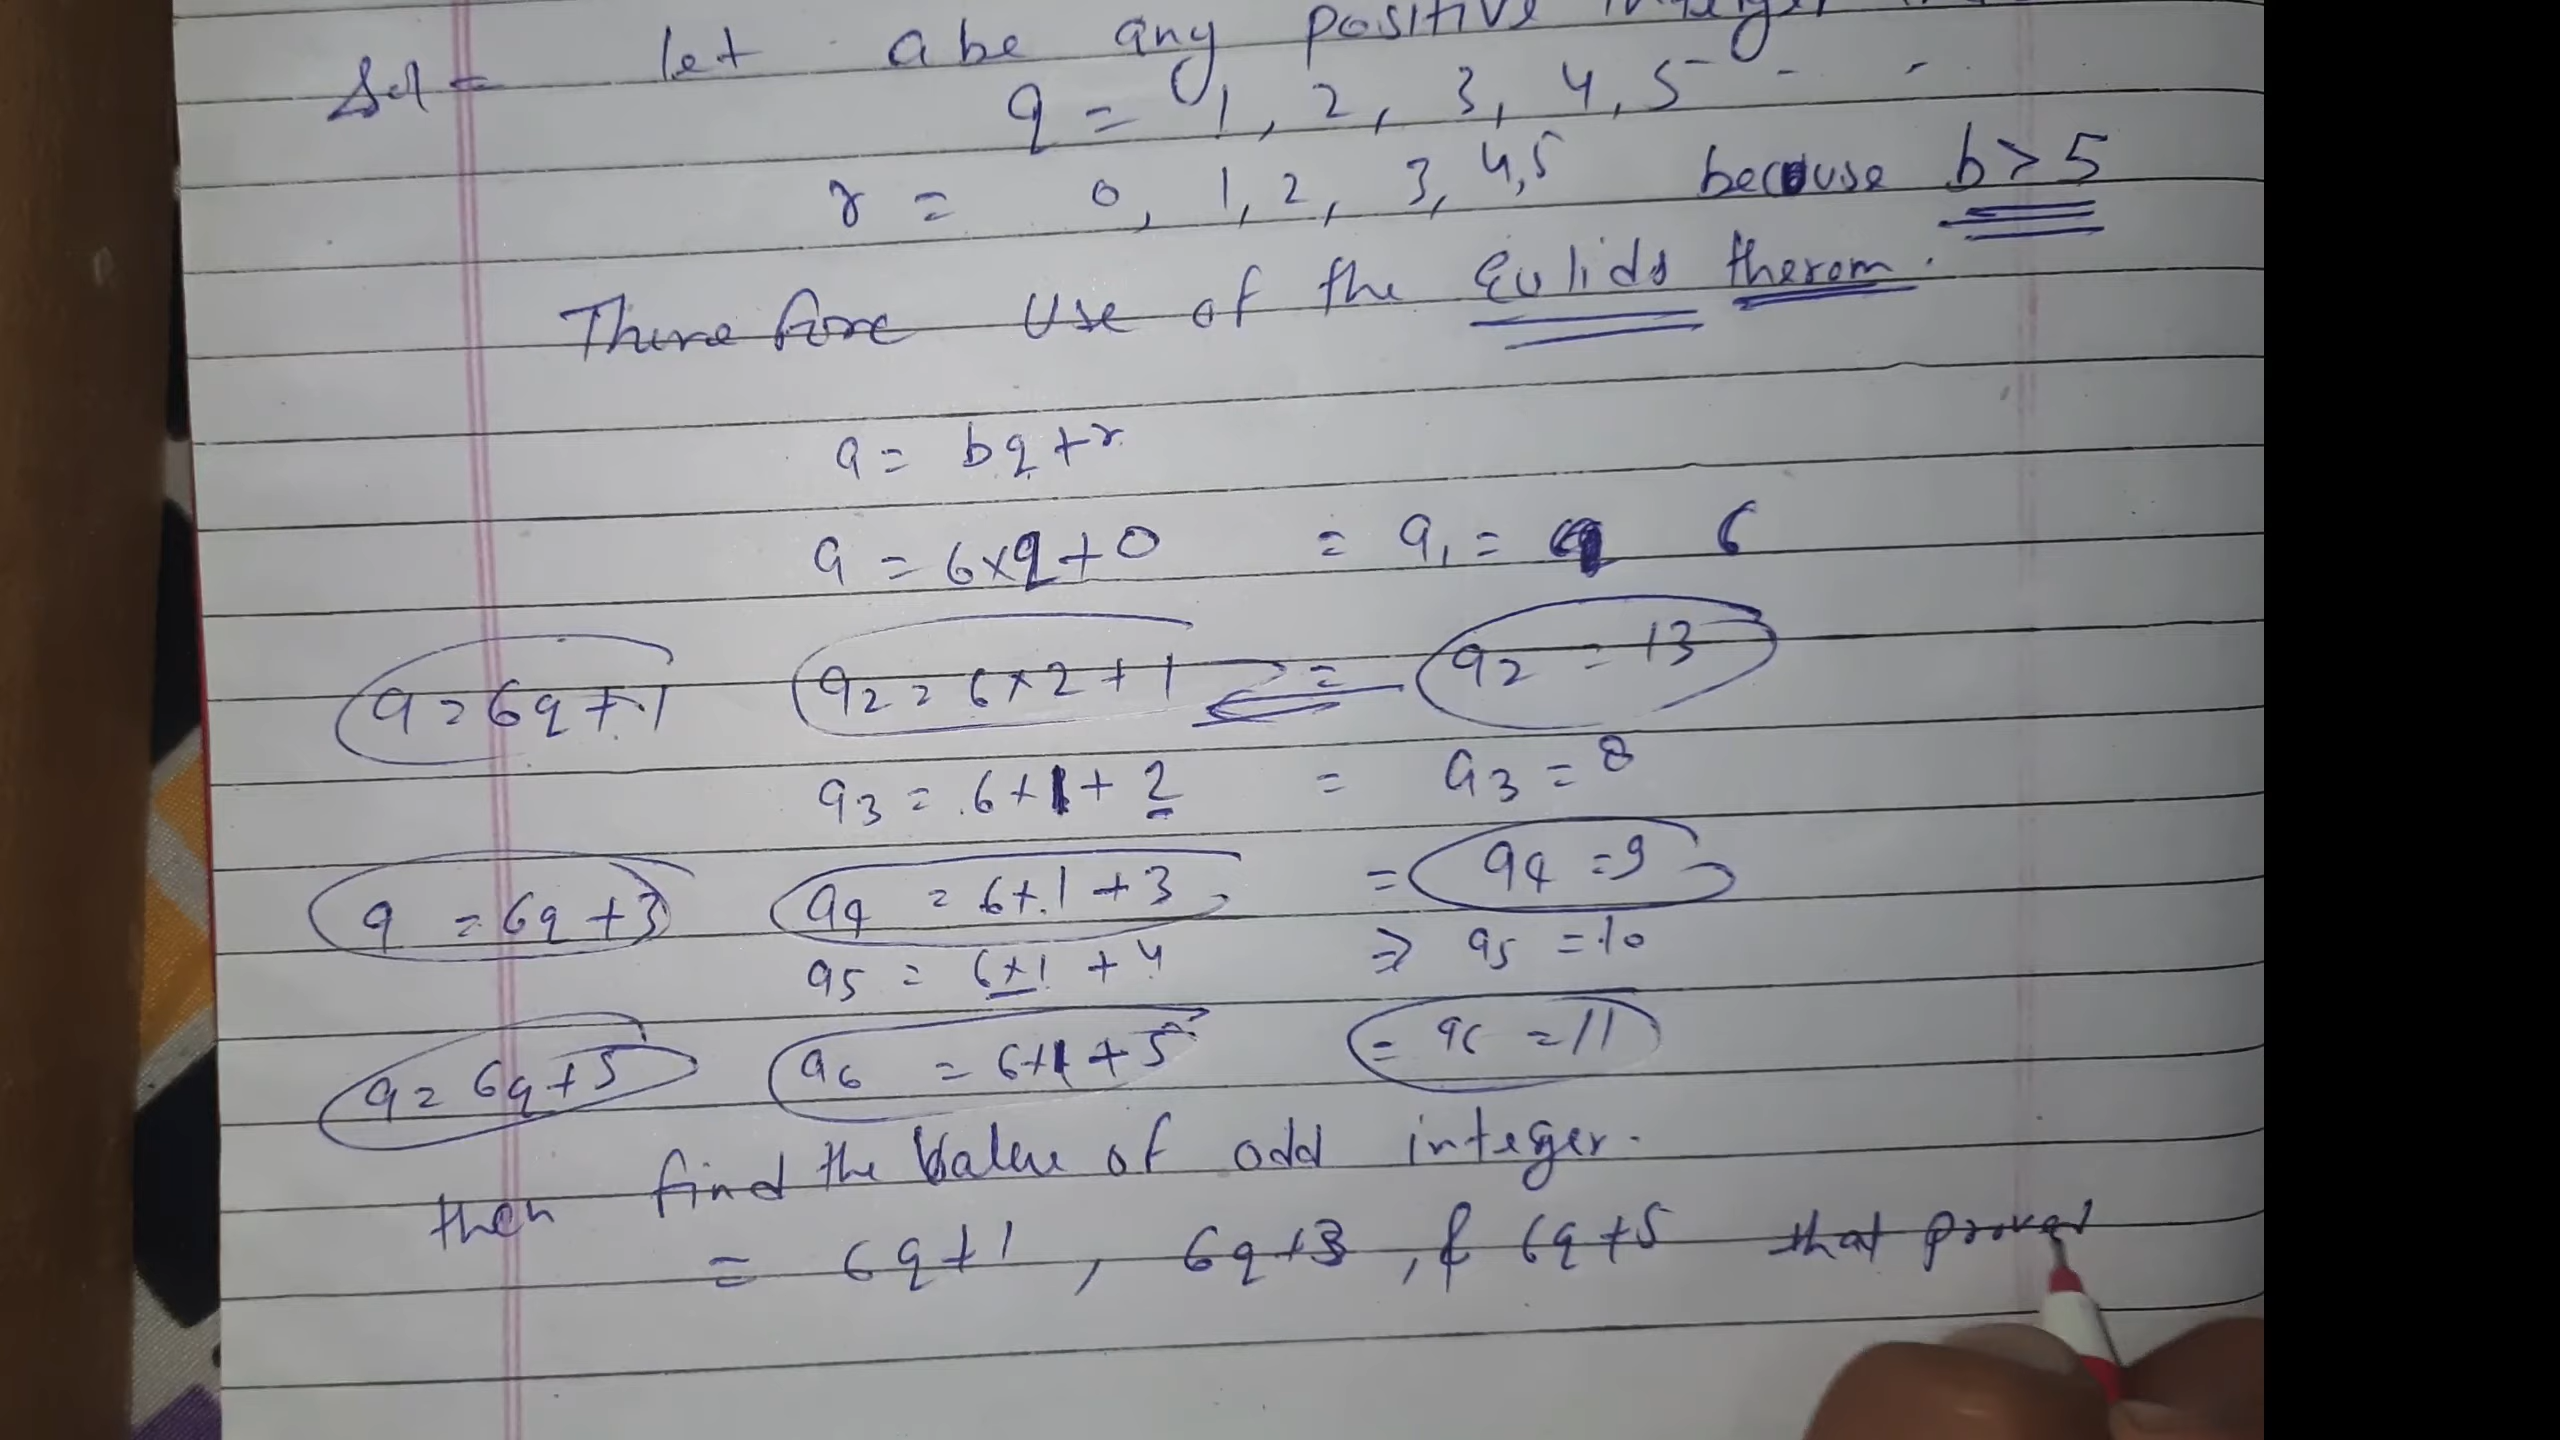 Sol = let a be any positive
q = 1, 2, 3, 4, 5 - - -
r = 0, 1, 2, 3, 4, 5 because b > 5
There fore Use of the Eulids therom.
a = bq + r
a = 6×q + 0 = a1 = 6
a = 6q + 1 a2 = 6×2 + 1 = a2 = 13
a3 = 6×1 + 2 = a3 = 8
a = 6q + 3 a4 = 6×1 + 3 = a4 = 9
a5 = 6×1 + 4 ⇒ a5 = 10
a = 6q + 5 a6 = 6×1 + 5 = a6 = 11
then find the Value of odd integer.
= 6q+1, 6q+3, & 6q+5 that proved